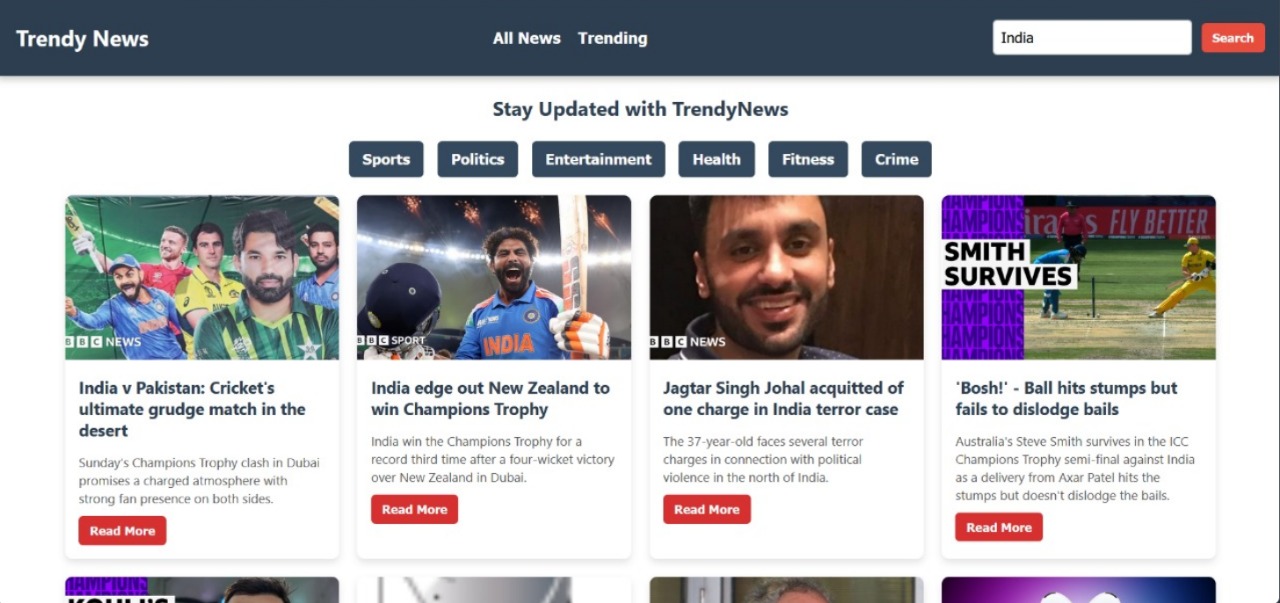 Trendy News
All News Trending
India
Search
Stay Updated with TrendyNews
Sports Politics Entertainment Health Fitness Crime
BBC NEWS
India v Pakistan: Cricket's
ultimate grudge match in the
desert
Sunday's Champions Trophy clash in Dubai
promises a charged atmosphere with
strong fan presence on both sides.
Read More
INDIA
BBC SPORT
India edge out New Zealand to
win Champions Trophy
India win the Champions Trophy for a
record third time after a four-wicket victory
over New Zealand in Dubai.
Read More
BBC NEWS
Jagtar Singh Johal acquitted of
one charge in India terror case
The 37-year-old faces several terror
charges in connection with political
violence in the north of India.
Read More
FLY BETTER
SMITH
SURVIVES
'Bosh!' - Ball hits stumps but
fails to dislodge bails
Australia's Steve Smith survives in the ICC
Champions Trophy semi-final against India
as a delivery from Axar Patel hits the
stumps but doesn't dislodge the bails.
Read More